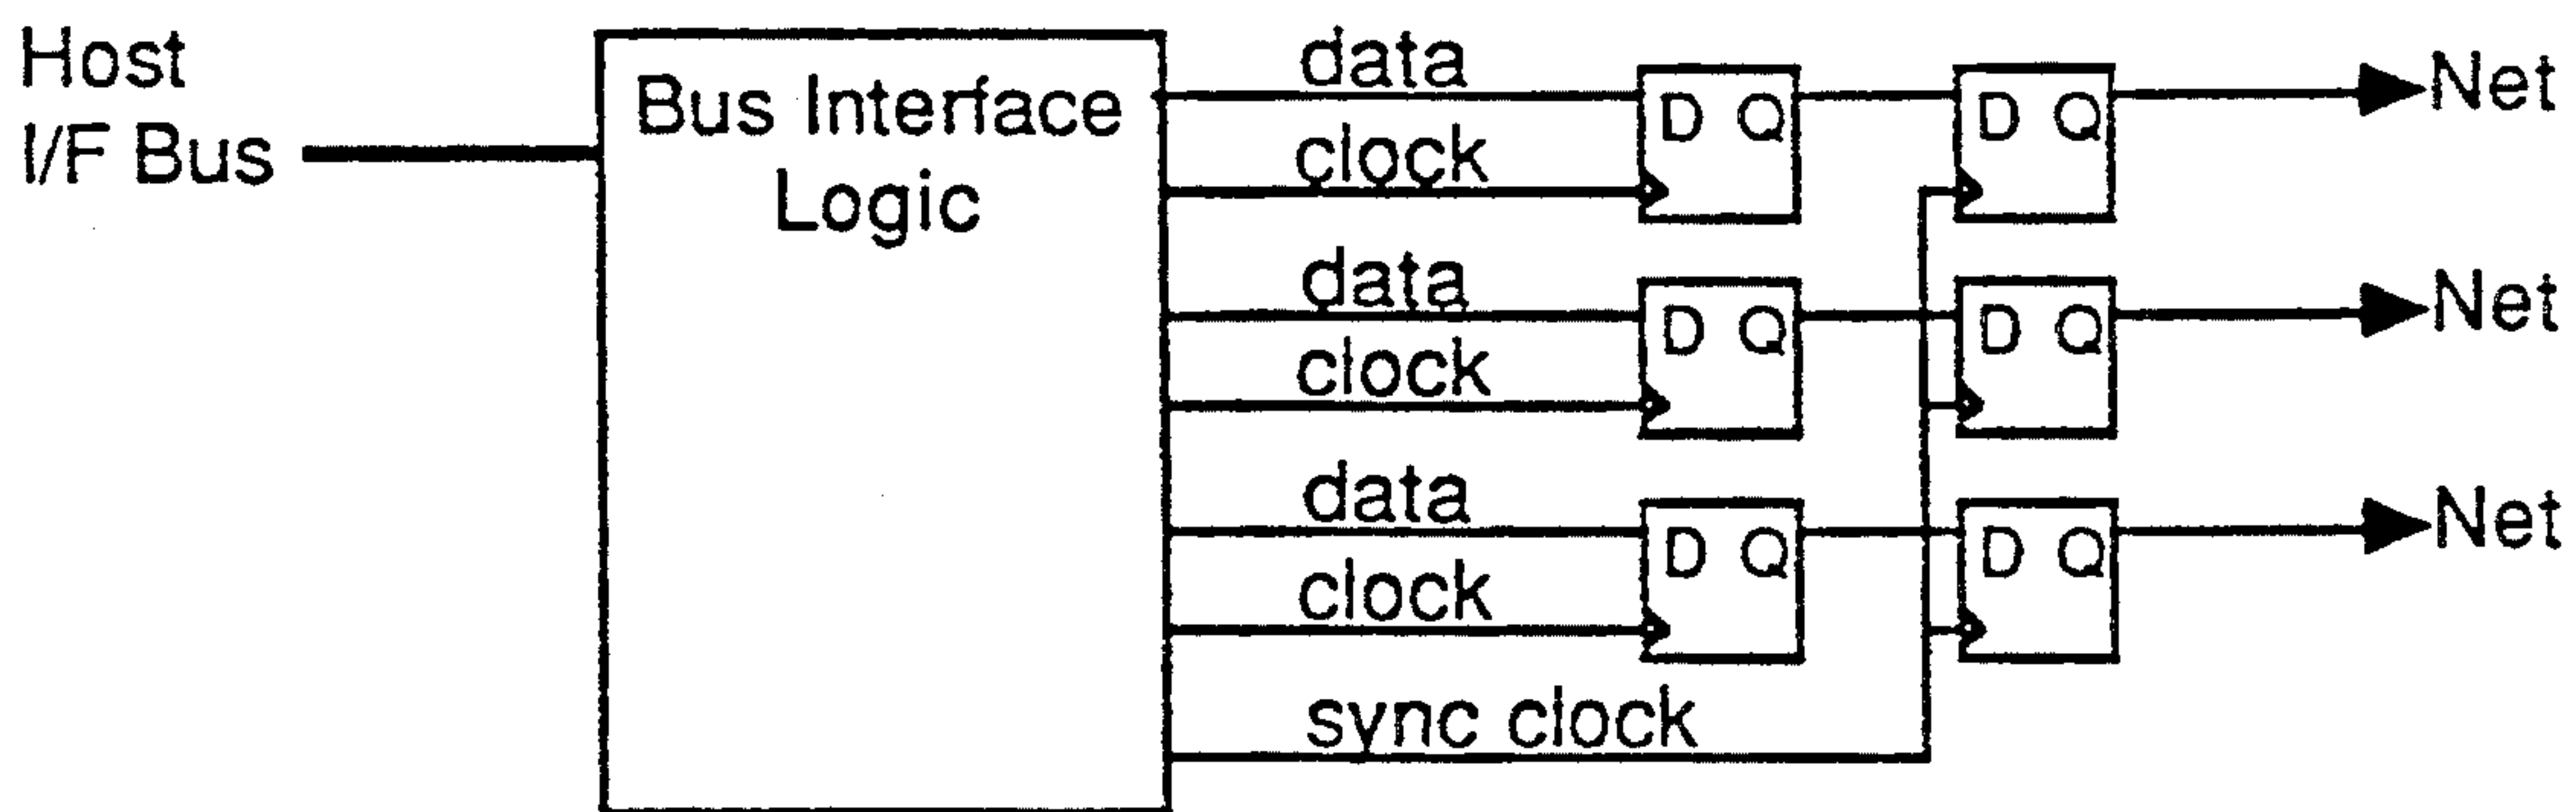 Host
I/F Bus
Bus Interface
Logic
data
clock
D Q
D Q
Net
data
clock
D Q
D Q
Net
data
clock
D Q
D Q
Net
sync clock